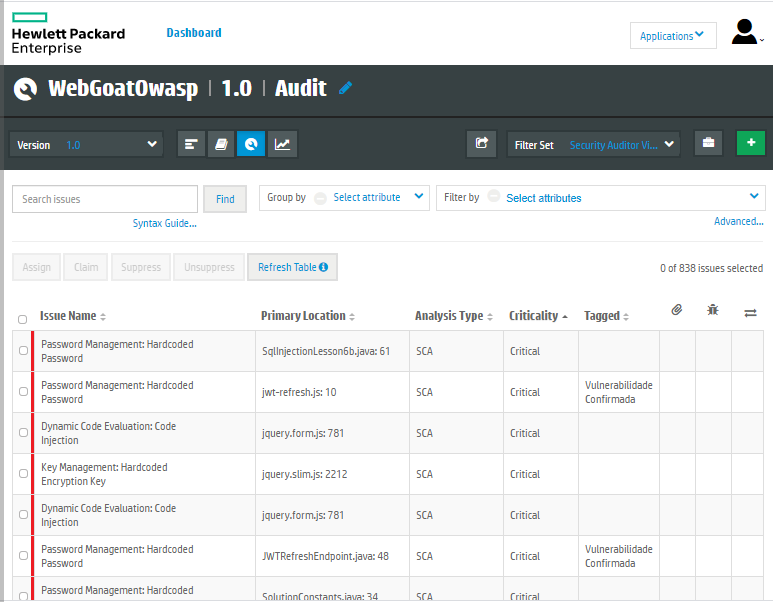 Hewlett Packard
Enterprise
Dashboard
Applications
WebGoatOwasp | 1.0 | Audit
Version 1.0
Filter Set Security Auditor Vi...
Search issues
Find
Group by Select attribute
Filter by Select attributes
Syntax Guide...
Advanced...
Assign
Claim
Suppress
Unsuppress
Refresh Table
0 of 838 issues selected
Issue Name Primary Location Analysis Type Criticality Tagged
Password Management: Hardcoded
Password
SqlInjectionLesson6b.java: 61 SCA Critical
Password Management: Hardcoded
Password
jwt-refresh.js: 10 SCA Critical
Vulnerabilidade
Confirmada
Dynamic Code Evaluation: Code
Injection
jquery.form.js: 781 SCA Critical
Key Management: Hardcoded
Encryption Key
jquery.slim.js: 2212 SCA Critical
Dynamic Code Evaluation: Code
Injection
jquery.form.js: 781 SCA Critical
Password Management: Hardcoded
Password
JWTRefreshEndpoint.java: 48 SCA Critical
Vulnerabilidade
Confirmada
Password Management: Hardcoded
SolutionConstants.java: 34 SCA Critical